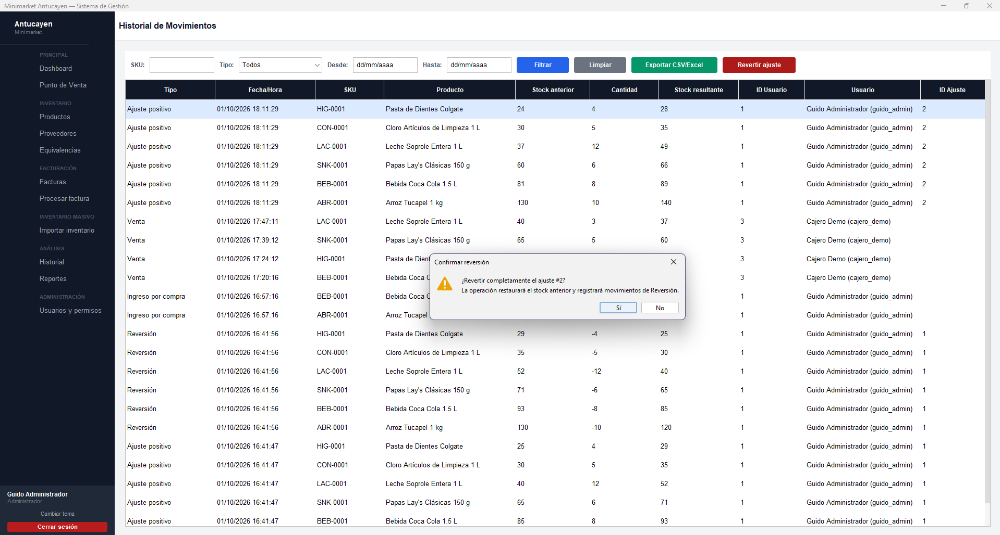 Minimarket Antucayen — Sistema de Gestión
Antucayen
Minimarket
PRINCIPAL
Dashboard
Punto de Venta
INVENTARIO
Productos
Proveedores
Equivalencias
FACTURACIÓN
Facturas
Procesar factura
INVENTARIO MASIVO
Importar inventario
ANÁLISIS
Historial
Reportes
ADMINISTRACIÓN
Usuarios y permisos
Guido Administrador
Administrador
Cambiar tema
Cerrar sesión
Historial de Movimientos
SKU: Tipo: Todos Desde: dd/mm/aaaa Hasta: dd/mm/aaaa Filtrar Limpiar Exportar CSV/Excel Revertir ajuste
Tipo Fecha/Hora SKU Producto Stock anterior Cantidad Stock resultante ID Usuario Usuario ID Ajuste
Ajuste positivo 01/10/2026 18:11:29 HIG-0001 Pasta de Dientes Colgate 24 4 28 1 Guido Administrador (guido_admin) 2
Ajuste positivo 01/10/2026 18:11:29 CON-0001 Cloro Artículos de Limpieza 1 L 30 5 35 1 Guido Administrador (guido_admin) 2
Ajuste positivo 01/10/2026 18:11:29 LAC-0001 Leche Soprole Entera 1 L 37 12 49 1 Guido Administrador (guido_admin) 2
Ajuste positivo 01/10/2026 18:11:29 SNK-0001 Papas Lay's Clásicas 150 g 60 6 66 1 Guido Administrador (guido_admin) 2
Ajuste positivo 01/10/2026 18:11:29 BEB-0001 Bebida Coca Cola 1.5 L 81 8 89 1 Guido Administrador (guido_admin) 2
Ajuste positivo 01/10/2026 18:11:29 ABR-0001 Arroz Tucapel 1 kg 130 10 140 1 Guido Administrador (guido_admin) 2
Venta 01/10/2026 17:47:11 LAC-0001 Leche Soprole Entera 1 L 40 3 37 3 Cajero Demo (cajero_demo)
Venta 01/10/2026 17:39:12 SNK-0001 Papas Lay's Clásicas 150 g 65 5 60 3 Cajero Demo (cajero_demo)
Venta 01/10/2026 17:24:12 HIG-0001 Pasta de Dient 3 Cajero Demo (cajero_demo)
Venta 01/10/2026 17:20:16 BEB-0001 Bebida Coca C 3 Cajero Demo (cajero_demo)
Ingreso por compra 01/10/2026 16:57:16 BEB-0001 Bebida Coca C 1 Guido Administrador (guido_admin)
Ingreso por compra 01/10/2026 16:57:16 ABR-0001 Arroz Tucapel 1 Guido Administrador (guido_admin)
Reversión 01/10/2026 16:41:56 HIG-0001 Pasta de Dientes Colgate 29 -4 25 1 Guido Administrador (guido_admin) 1
Reversión 01/10/2026 16:41:56 CON-0001 Cloro Artículos de Limpieza 1 L 35 -5 30 1 Guido Administrador (guido_admin) 1
Reversión 01/10/2026 16:41:56 LAC-0001 Leche Soprole Entera 1 L 52 -12 40 1 Guido Administrador (guido_admin) 1
Reversión 01/10/2026 16:41:56 SNK-0001 Papas Lay's Clásicas 150 g 71 -6 65 1 Guido Administrador (guido_admin) 1
Reversión 01/10/2026 16:41:56 BEB-0001 Bebida Coca Cola 1.5 L 93 -8 85 1 Guido Administrador (guido_admin) 1
Reversión 01/10/2026 16:41:56 ABR-0001 Arroz Tucapel 1 kg 130 -10 120 1 Guido Administrador (guido_admin) 1
Ajuste positivo 01/10/2026 16:41:47 HIG-0001 Pasta de Dientes Colgate 25 4 29 1 Guido Administrador (guido_admin) 1
Ajuste positivo 01/10/2026 16:41:47 CON-0001 Cloro Artículos de Limpieza 1 L 30 5 35 1 Guido Administrador (guido_admin) 1
Ajuste positivo 01/10/2026 16:41:47 LAC-0001 Leche Soprole Entera 1 L 40 12 52 1 Guido Administrador (guido_admin) 1
Ajuste positivo 01/10/2026 16:41:47 SNK-0001 Papas Lay's Clásicas 150 g 65 6 71 1 Guido Administrador (guido_admin) 1
Ajuste positivo 01/10/2026 16:41:47 BEB-0001 Bebida Coca Cola 1.5 L 85 8 93 1 Guido Administrador (guido_admin) 1
Confirmar reversión
¿Revertir completamente el ajuste #2?
La operación restaurará el stock anterior y registrará movimientos de Reversión.
Sí No